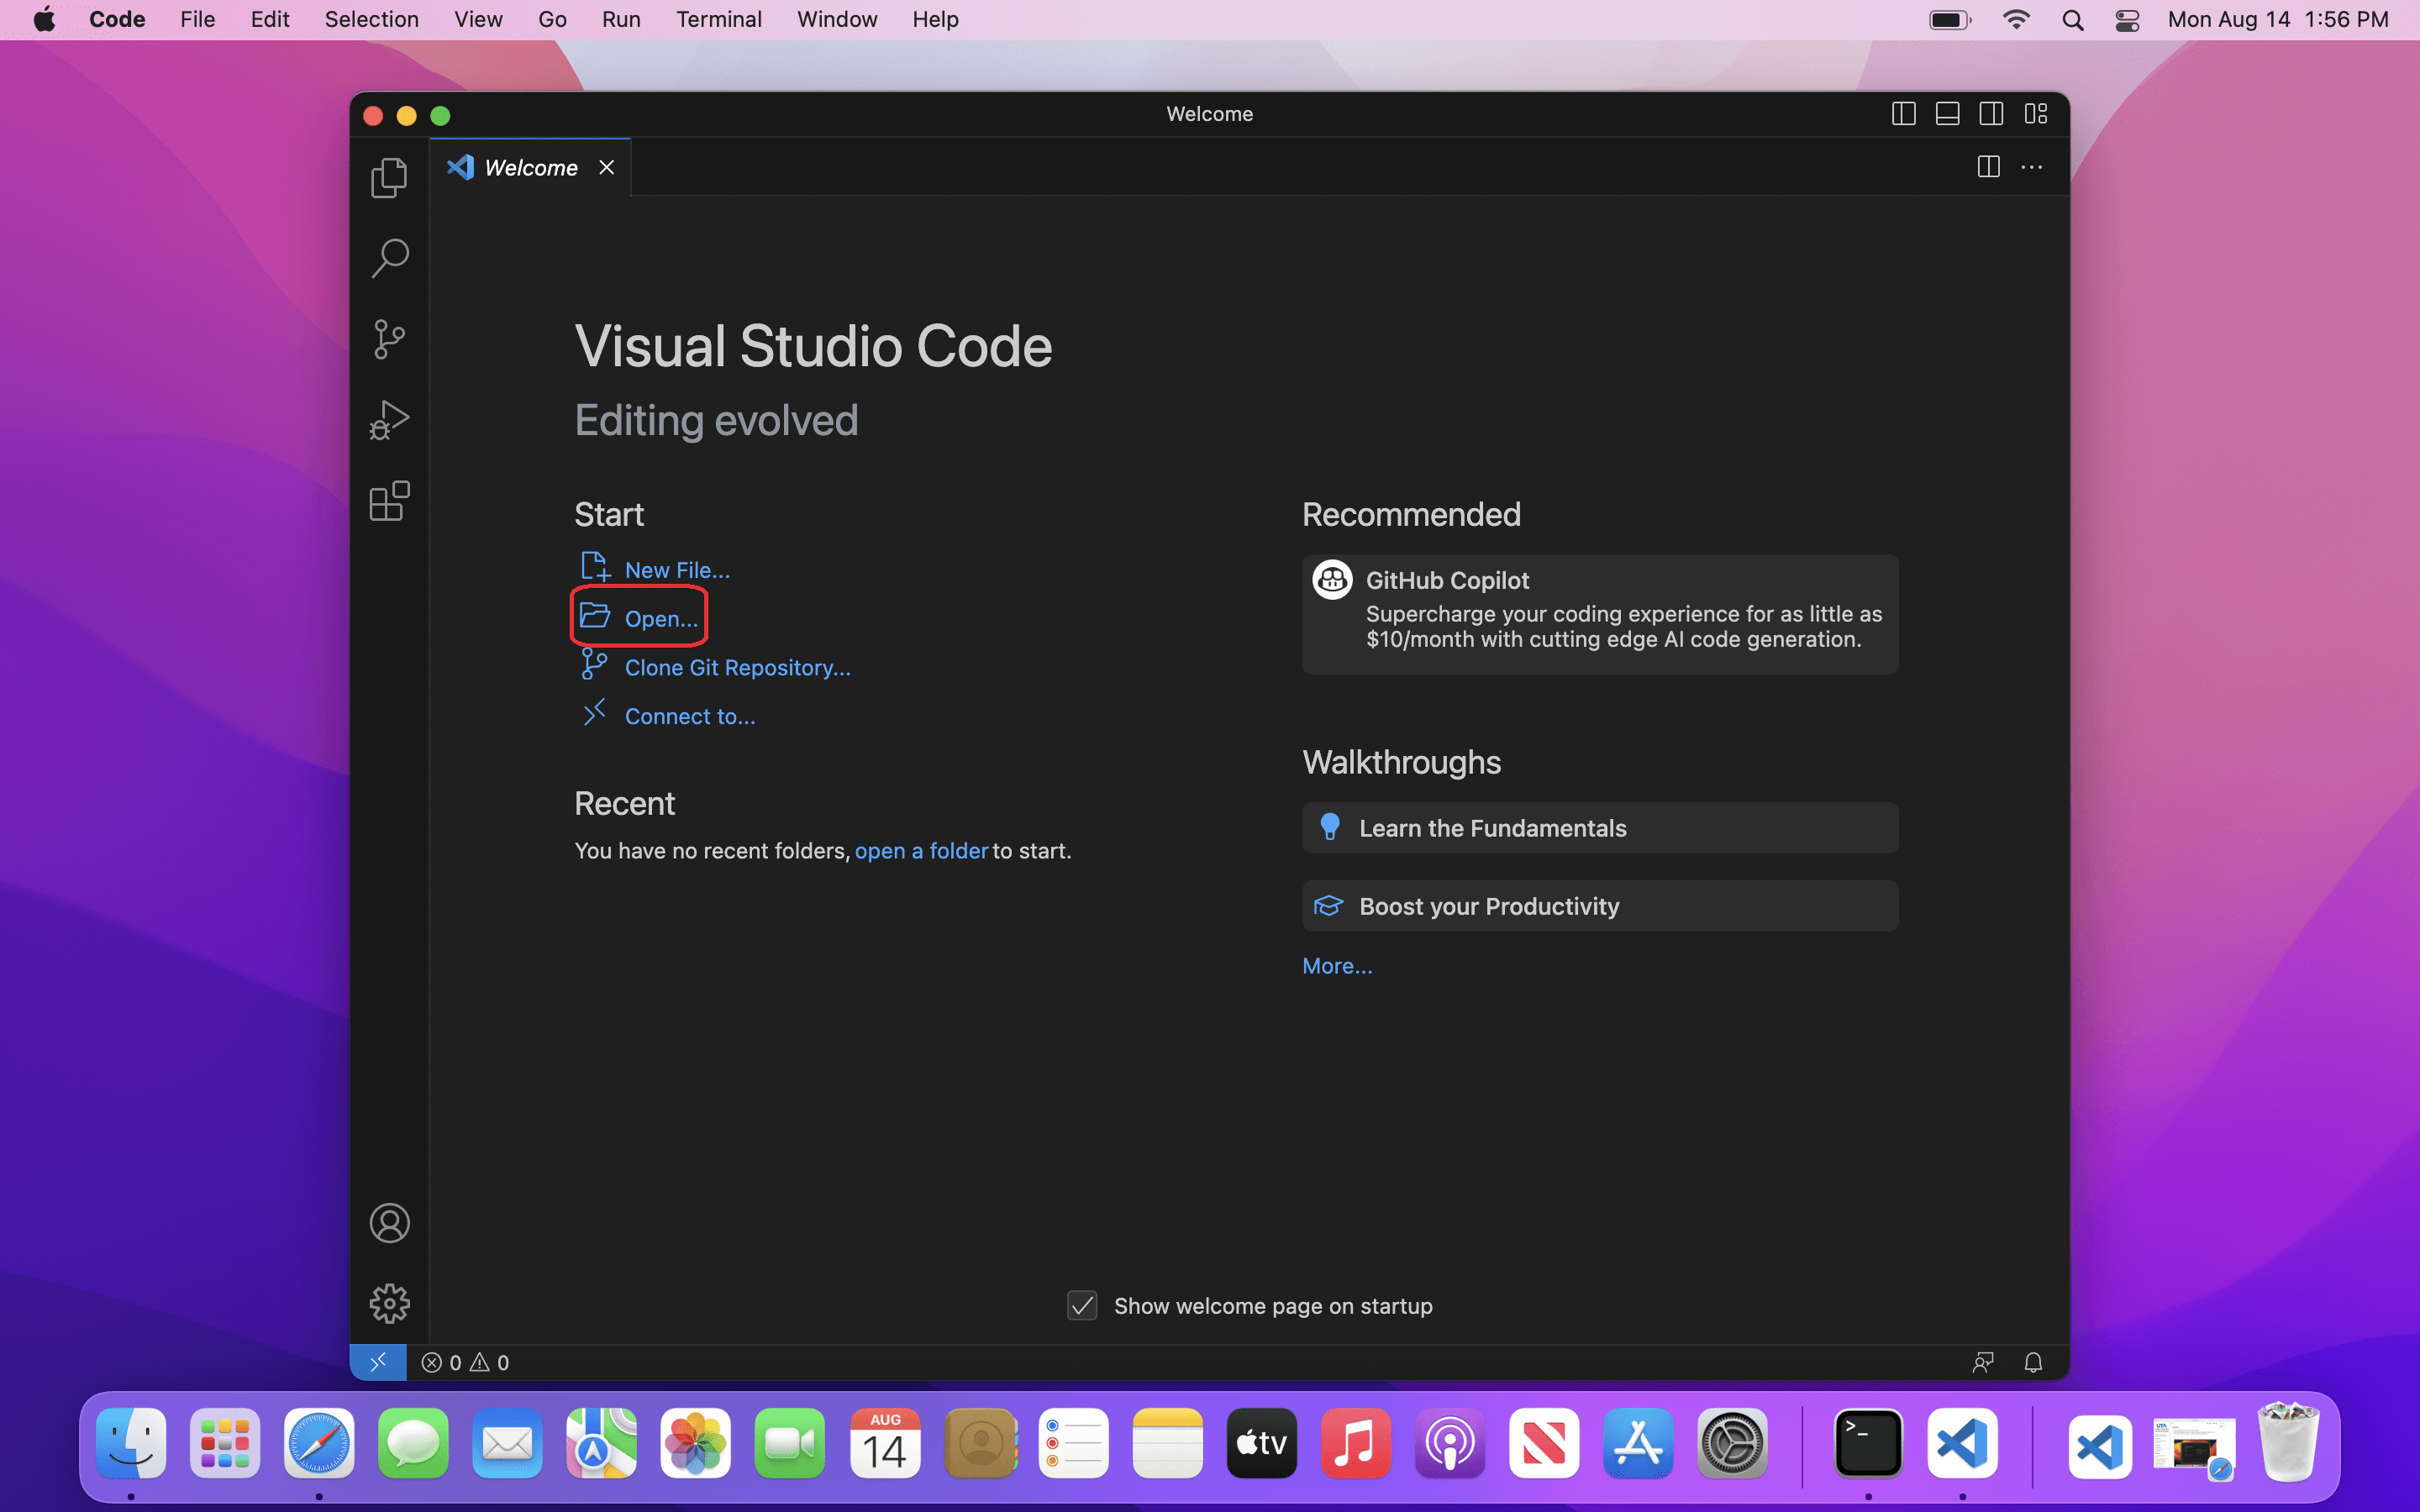 Code File Edit Selection View Go Run Terminal Window Help Mon Aug 14 1:56 PM
Welcome
Welcome
Visual Studio Code
Editing evolved
Start
New File...
Open...
Clone Git Repository...
Connect to...
Recent
You have no recent folders, open a folder to start.
Recommended
GitHub Copilot
Supercharge your coding experience for as little as
$10/month with cutting edge AI code generation.
Walkthroughs
Learn the Fundamentals
Boost your Productivity
More...
Show welcome page on startup
0 0
AUG
14
tv
>_